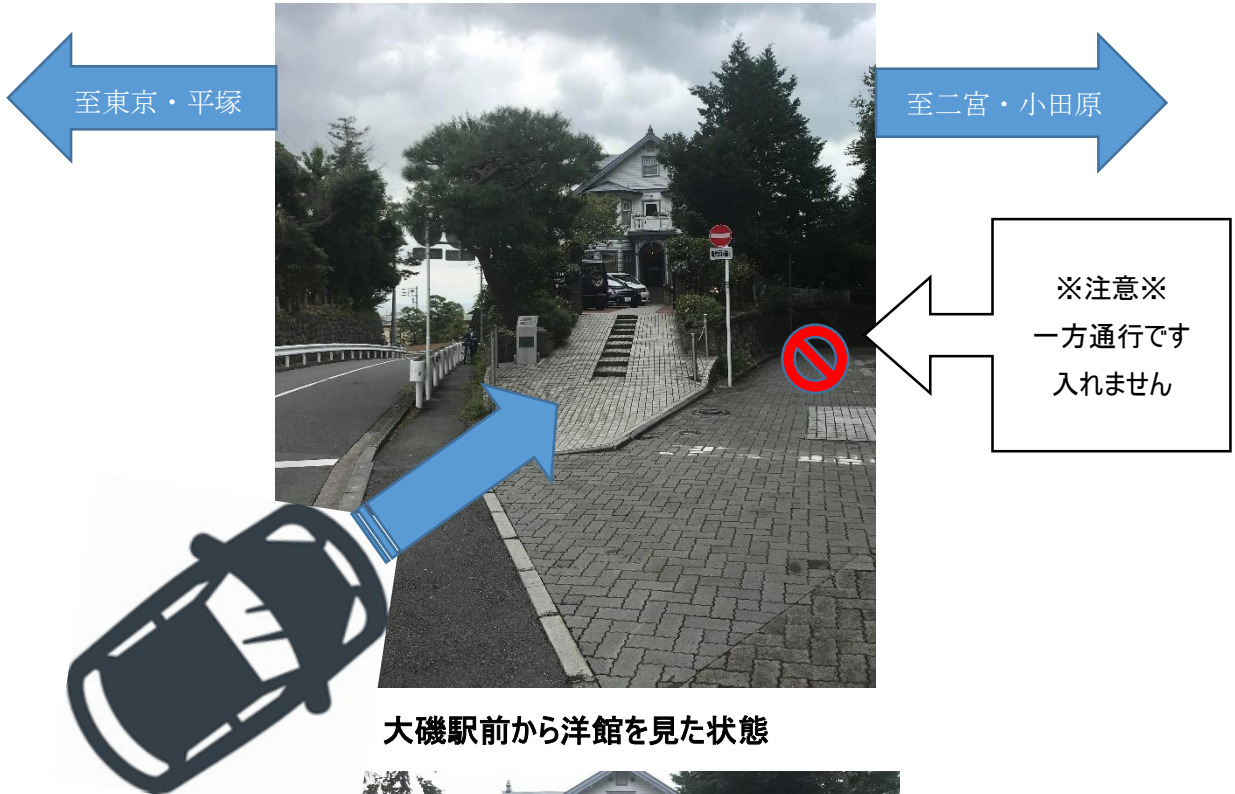 至東京・平塚
至二宮・小田原
※注意※
一方通行です
入れません
大磯駅前から洋館を見た状態